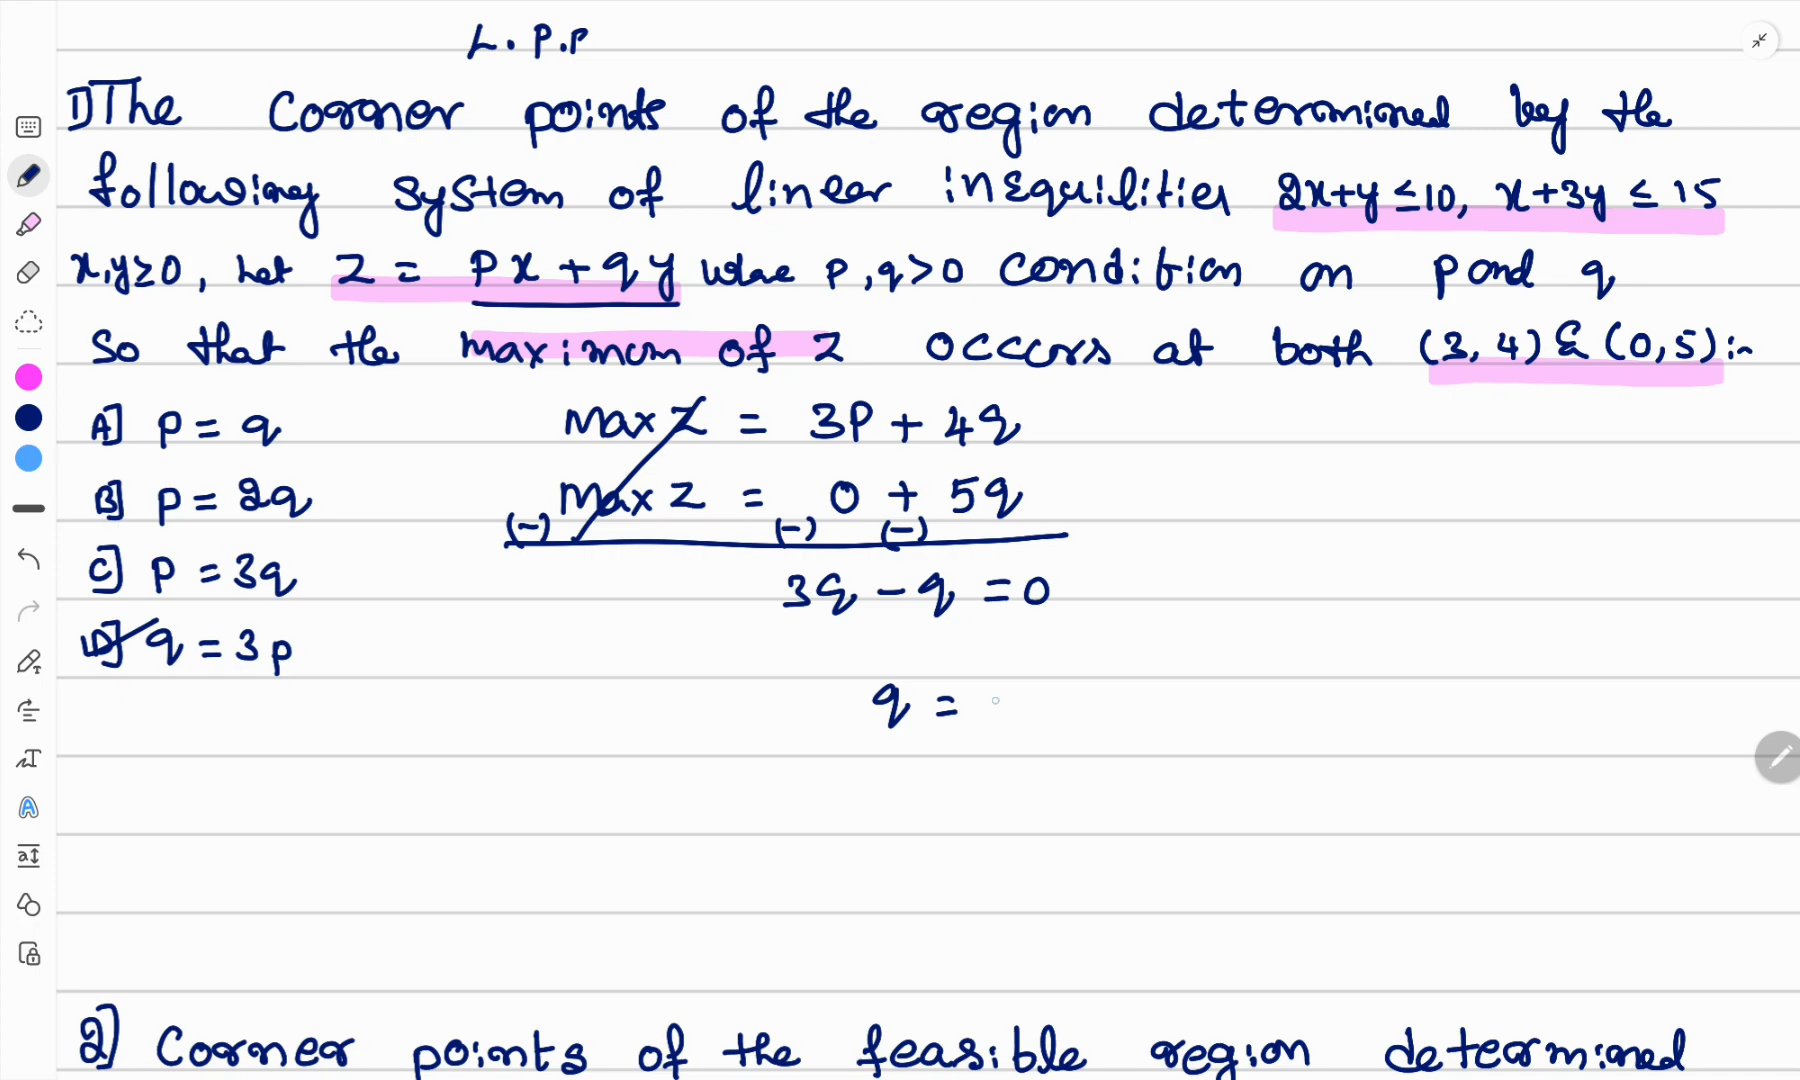 L.P.P
1] The Corner points of the region determined by the
following system of linear inequilities 2x+y ≤ 10, x+3y ≤ 15
x,y≥0, Let Z = Px + qy where P,q>0 condition on P and q
So that the maximum of Z occurs at both (3,4) & (0,5) :-
A] P = q
Max Z = 3P + 4q
B] P = 2q
Max Z = 0 + 5q
(-) (-) (-)
C] P = 3q
3q - q = 0
D] q = 3p
q =
2] Corner points of the feasible region determined